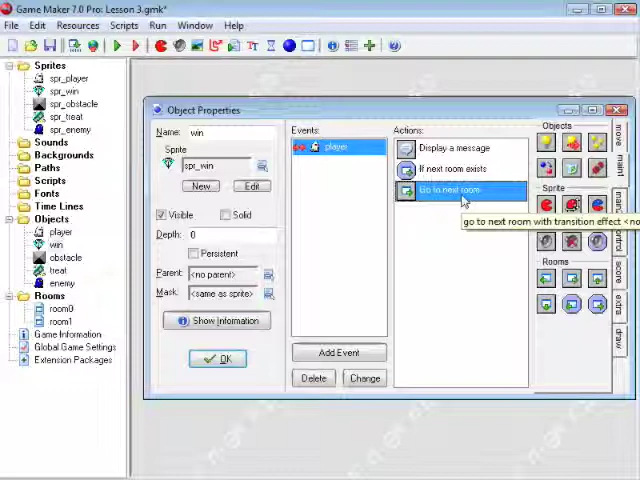 Game Maker 7.0 Pro: Lesson 3.gmk*
File Edit Resources Scripts Run Window Help
Sprites
spr_player
spr_win
spr_obstacle
spr_treat
spr_enemy
Sounds
Backgrounds
Paths
Scripts
Fonts
Time Lines
Objects
player
win
obstacle
treat
enemy
Rooms
room0
room1
Game Information
Global Game Settings
Extension Packages
Object Properties
Name: win
Sprite
spr_win
New Edit
Visible Solid
Depth: 0
Persistent
Parent: <no parent>
Mask: <same as sprite>
Show Information
OK
Events:
player
Add Event
Delete Change
Actions:
Display a message
If next room exists
Go to next room
go to next room with transition effect <no
Objects
Sprite
Rooms
move
main1
control
score
extra
draw